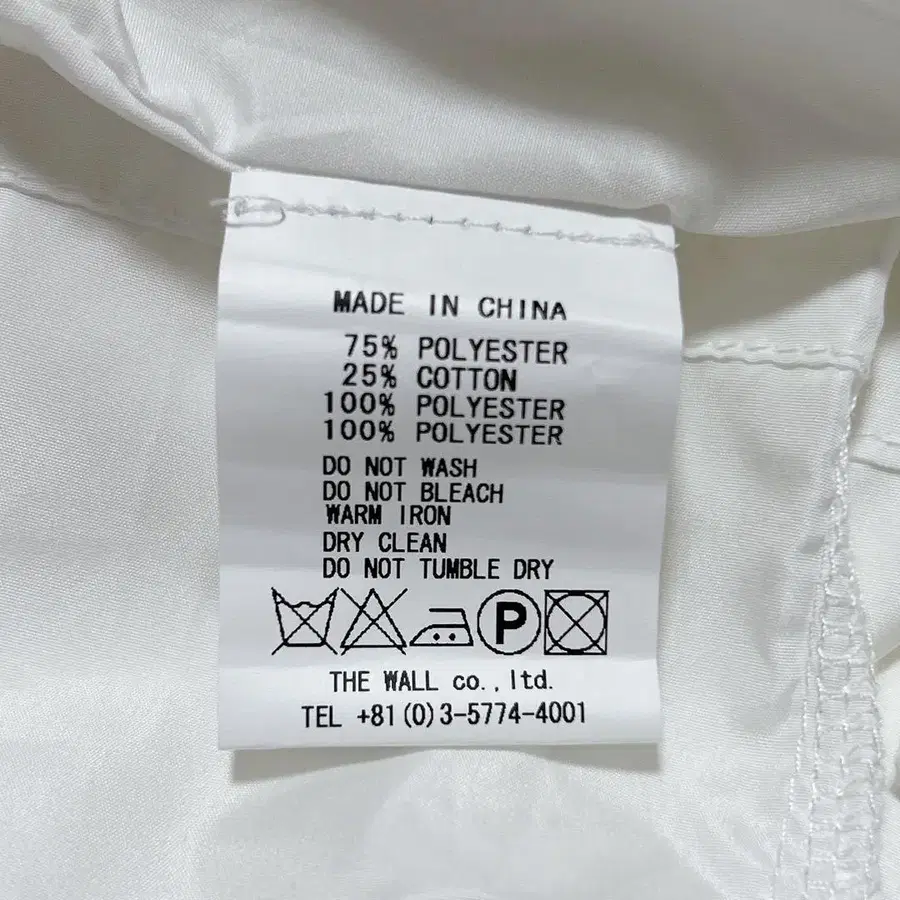 MADE IN CHINA
75% POLYESTER
25% COTTON
100% POLYESTER
100% POLYESTER
DO NOT WASH
DO NOT BLEACH
WARM IRON
DRY CLEAN
DO NOT TUMBLE DRY
P
THE WALL co.,ltd.
TEL +81(0)3-5774-4001